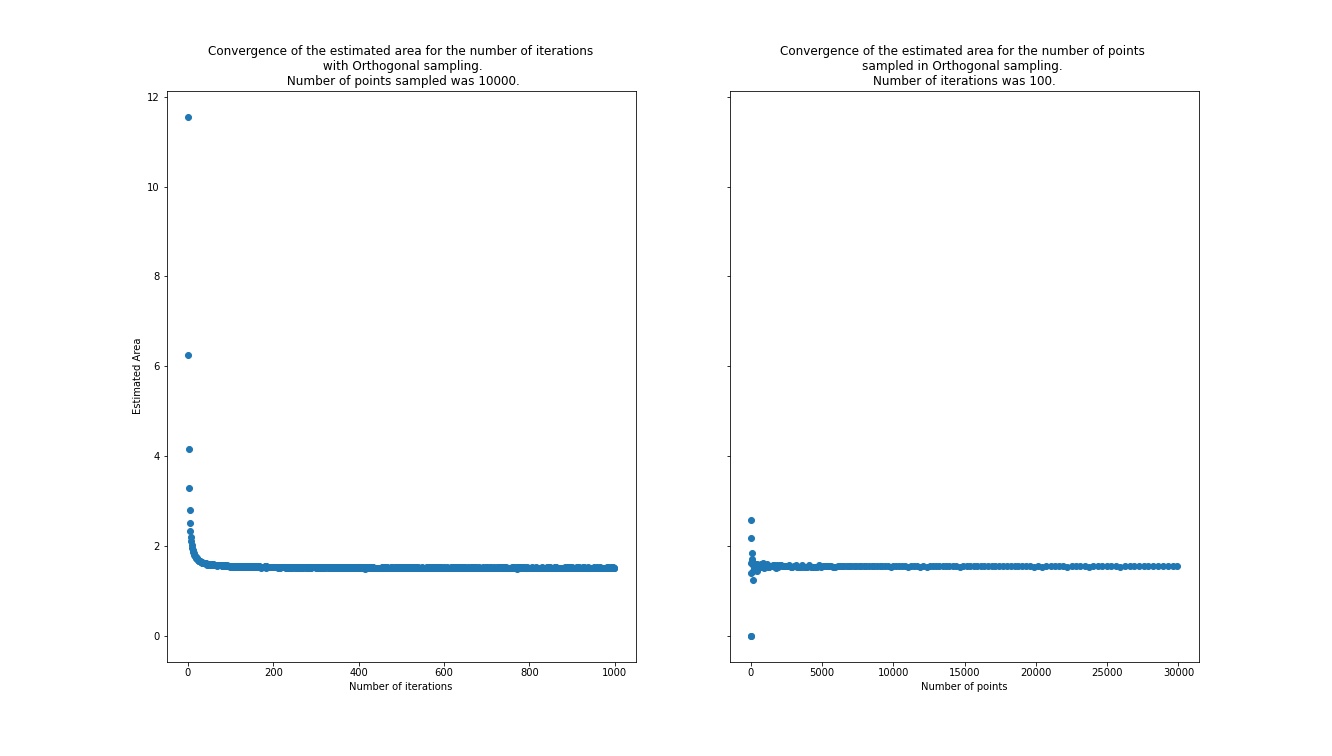 Convergence of the estimated area for the number of iterations
with Orthogonal sampling.
Number of points sampled was 10000.
12
10
8
6
4
2
0
Estimated Area
0 200 400 600 800 1000
Number of iterations
Convergence of the estimated area for the number of points
sampled in Orthogonal sampling.
Number of iterations was 100.
0 5000 10000 15000 20000 25000 30000
Number of points